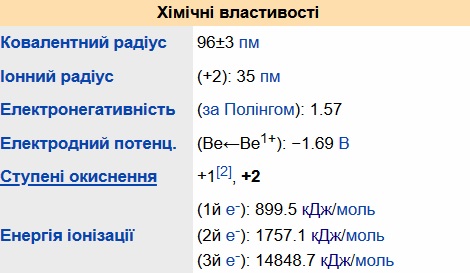 Хімічні властивості
Ковалентний радіус 96±3 пм
Іонний радіус (+2): 35 пм
Електронегативність (за Полінгом): 1.57
Електродний потенц. (Be←Be¹⁺): −1.69 В
Ступені окиснення +1[2], +2
(1й e⁻): 899.5 кДж/моль
Енергія іонізації (2й e⁻): 1757.1 кДж/моль
(3й e⁻): 14848.7 кДж/моль